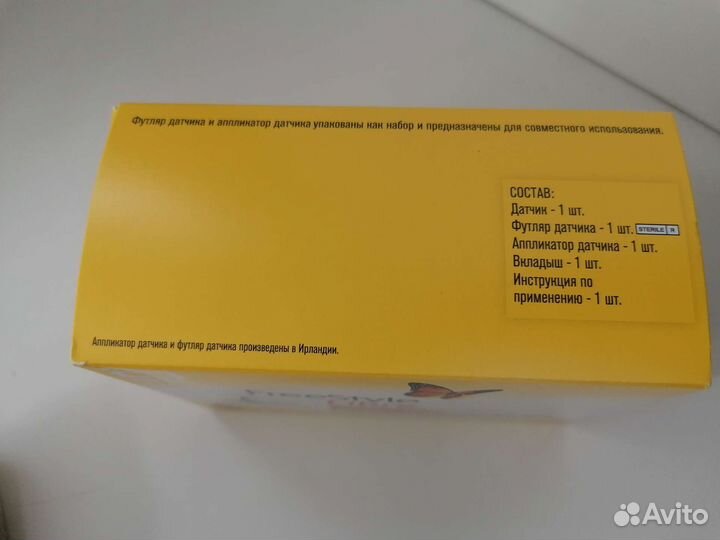 Футляр датчика и аппликатор датчика упакованы как набор и предназначены для совместного использования.
СОСТАВ:
Датчик - 1 шт.
Футляр датчика - 1 шт. STERILE R
Аппликатор датчика - 1 шт.
Вкладыш - 1 шт.
Инструкция по
применению - 1 шт.
Аппликатор датчика и футляр датчика произведены в Ирландии.
FreeStyle
Avito